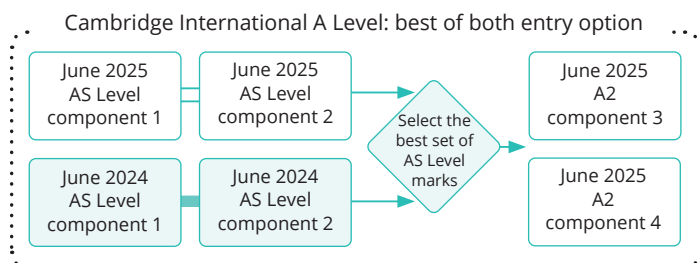 Cambridge International A Level: best of both entry option
June 2025
AS Level
component 1
June 2025
AS Level
component 2
June 2024
AS Level
component 1
June 2024
AS Level
component 2
Select the
best set of
AS Level
marks
June 2025
A2
component 3
June 2025
A2
component 4